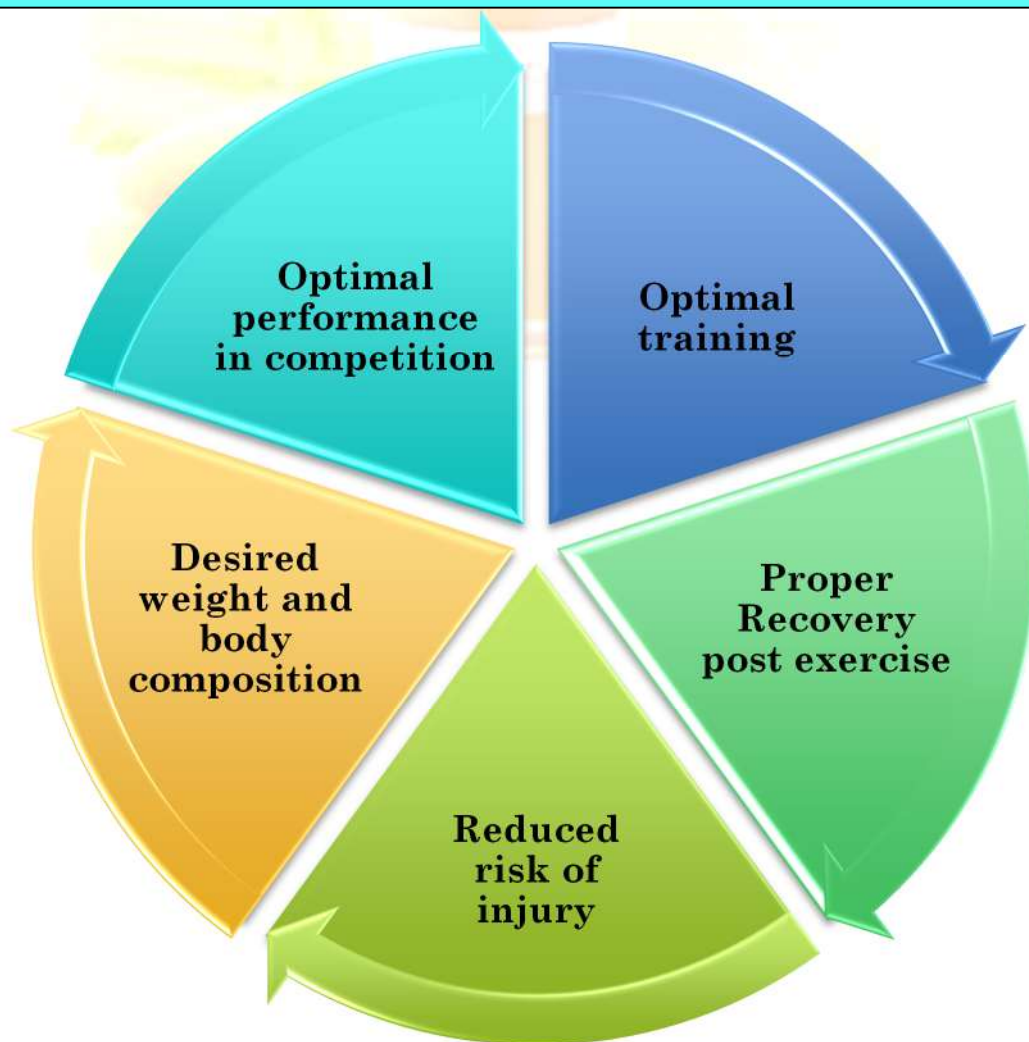 Optimal
training
Proper
Recovery
post exercise
Reduced
risk of
injury
Desired
weight and
body
composition
Optimal
performance
in competition